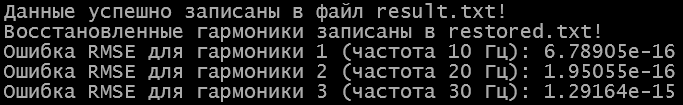 Данные успешно записаны в файл result.txt!
Восстановленные гармоники записаны в restored.txt!
Ошибка RMSE для гармоники 1 (частота 10 Гц): 6.78905e-16
Ошибка RMSE для гармоники 2 (частота 20 Гц): 1.95055e-16
Ошибка RMSE для гармоники 3 (частота 30 Гц): 1.29164e-15